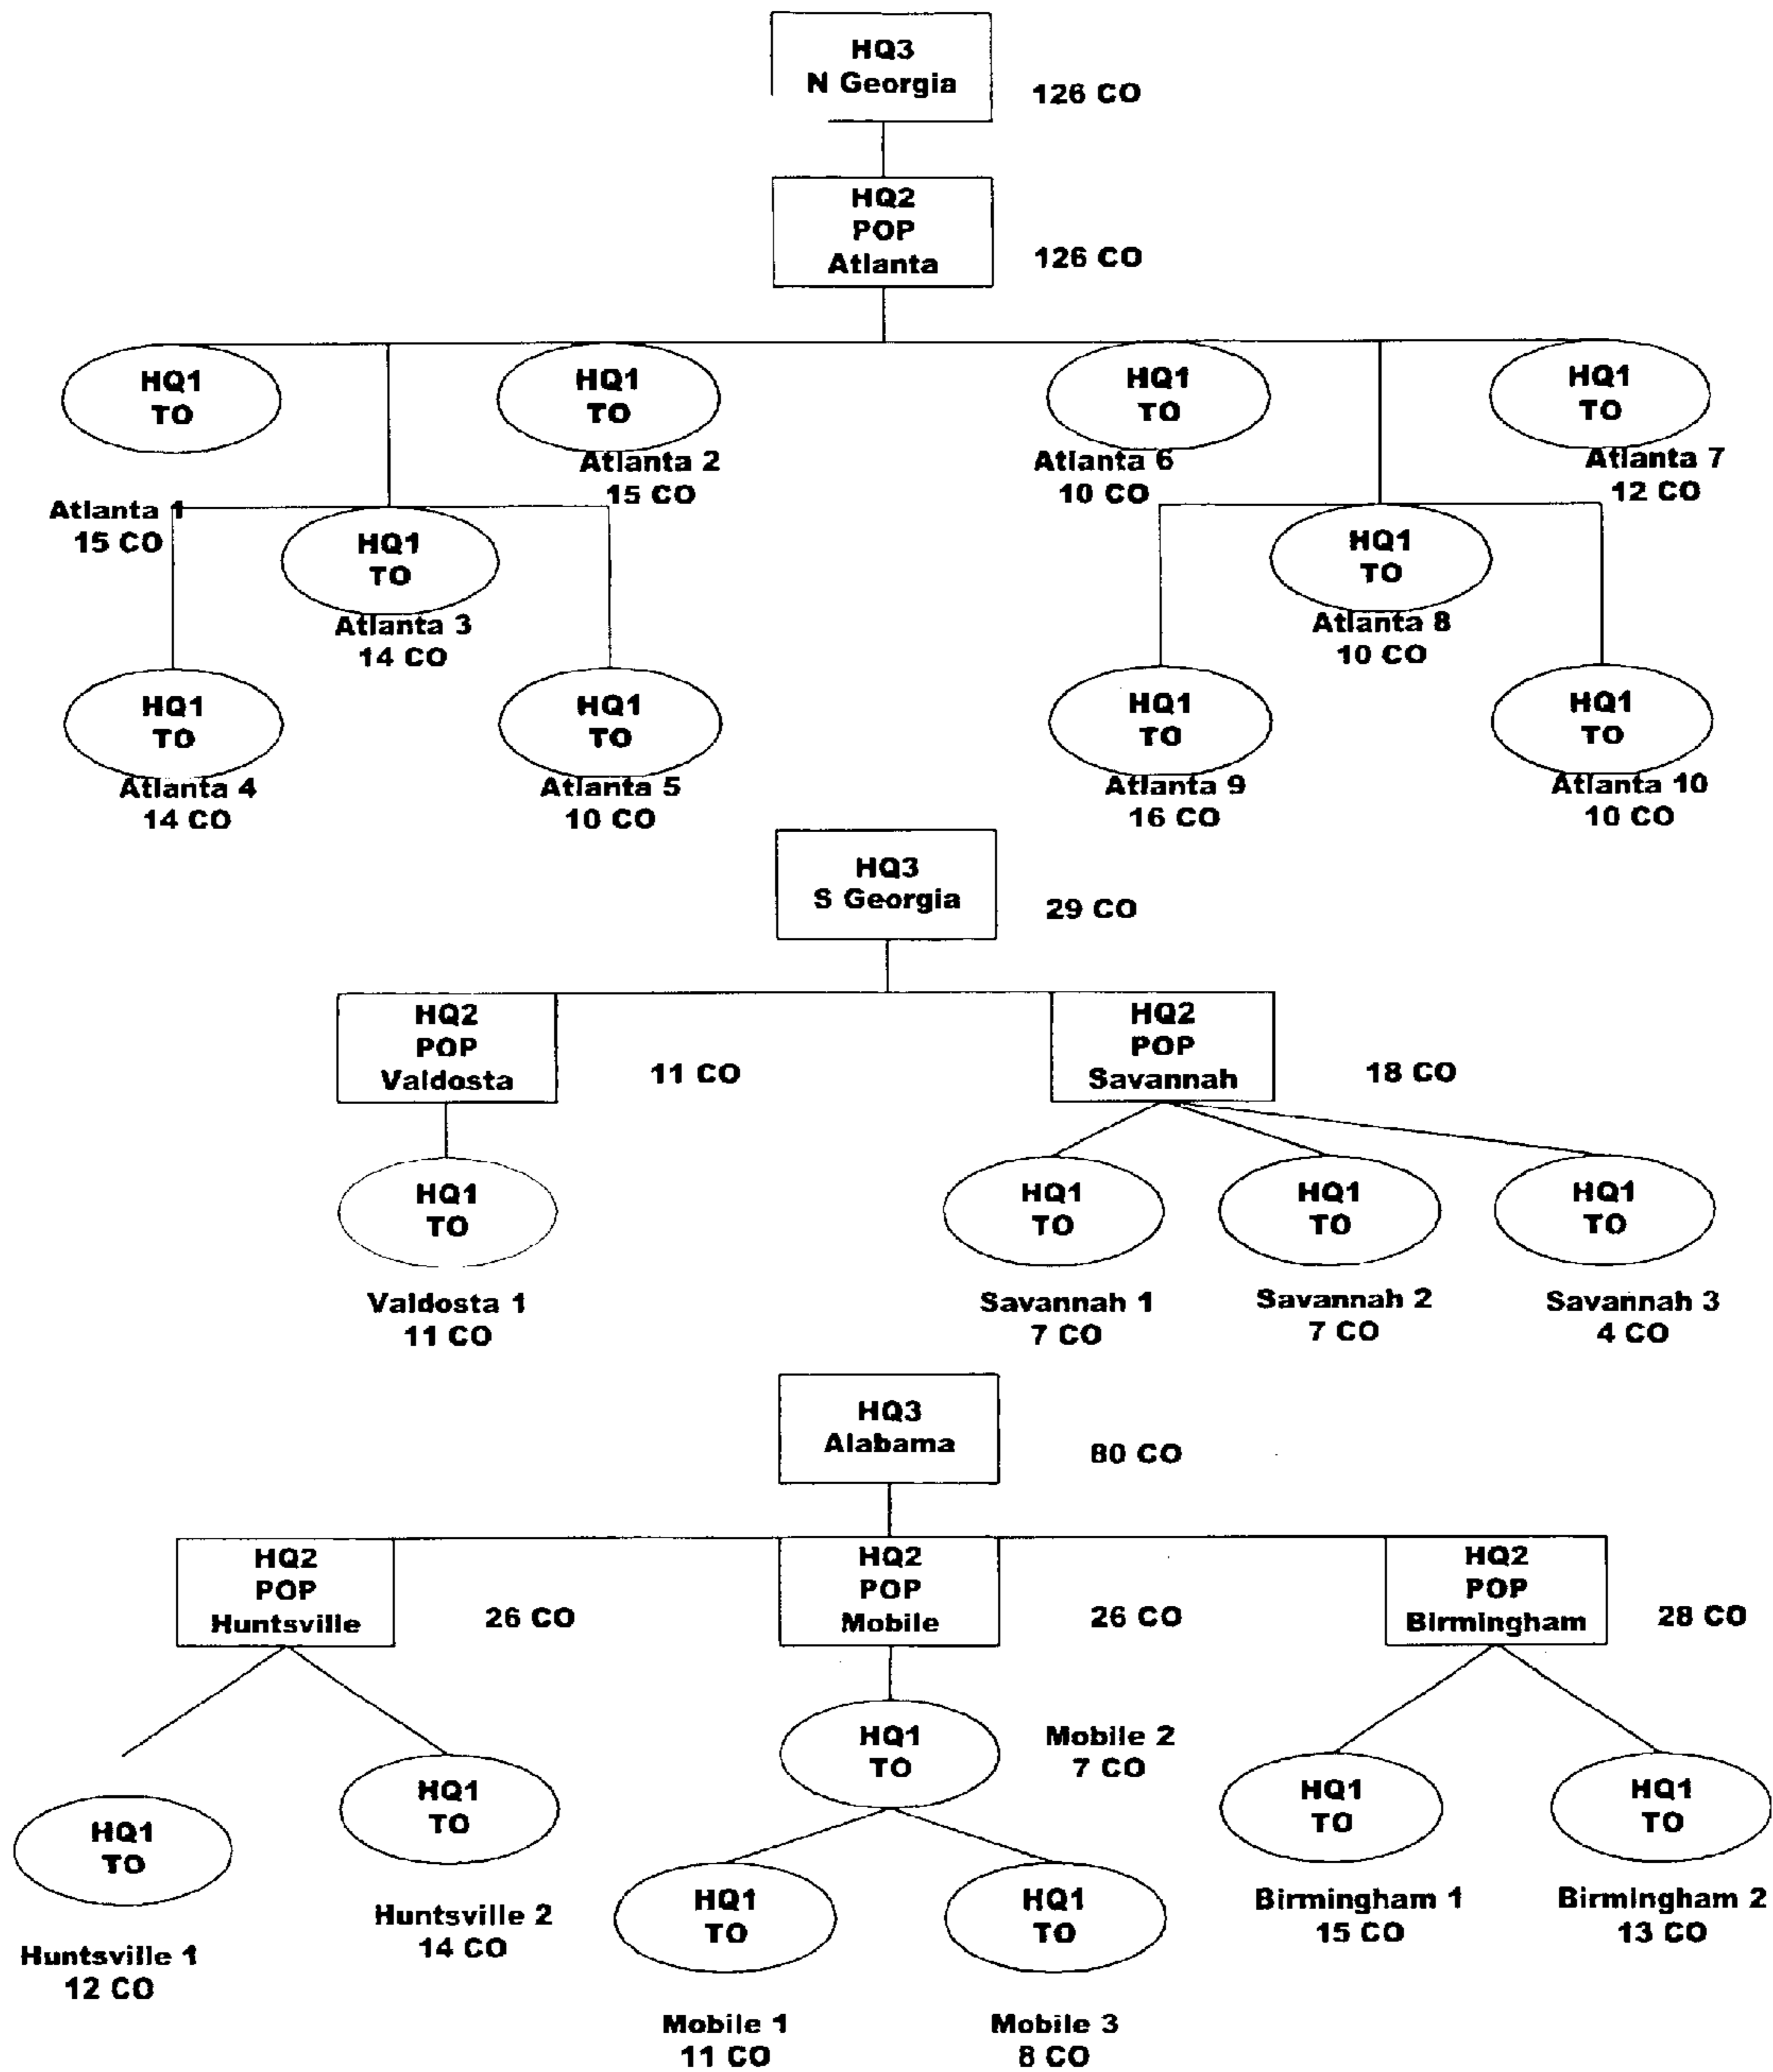 HQ3
N Georgia
126 CO
HQ2
POP
Atlanta
126 CO
HQ1
TO
Atlanta 1
15 CO
HQ1
TO
Atlanta 2
15 CO
HQ1
TO
Atlanta 6
10 CO
HQ1
TO
Atlanta 7
12 CO
HQ1
TO
Atlanta 3
14 CO
HQ1
TO
Atlanta 8
10 CO
HQ1
TO
Atlanta 4
14 CO
HQ1
TO
Atlanta 5
10 CO
HQ1
TO
Atlanta 9
16 CO
HQ1
TO
Atlanta 10
10 CO
HQ3
S Georgia
29 CO
HQ2
POP
Valdosta
11 CO
HQ2
POP
Savannah
18 CO
HQ1
TO
Valdosta 1
11 CO
HQ1
TO
Savannah 1
7 CO
HQ1
TO
Savannah 2
7 CO
HQ1
TO
Savannah 3
4 CO
HQ3
Alabama
80 CO
HQ2
POP
Huntsville
26 CO
HQ2
POP
Mobile
26 CO
HQ2
POP
Birmingham
28 CO
HQ1
TO
Huntsville 1
12 CO
HQ1
TO
Huntsville 2
14 CO
HQ1
TO
Mobile 2
7 CO
HQ1
TO
Mobile 1
11 CO
HQ1
TO
Mobile 3
8 CO
HQ1
TO
Birmingham 1
15 CO
HQ1
TO
Birmingham 2
13 CO